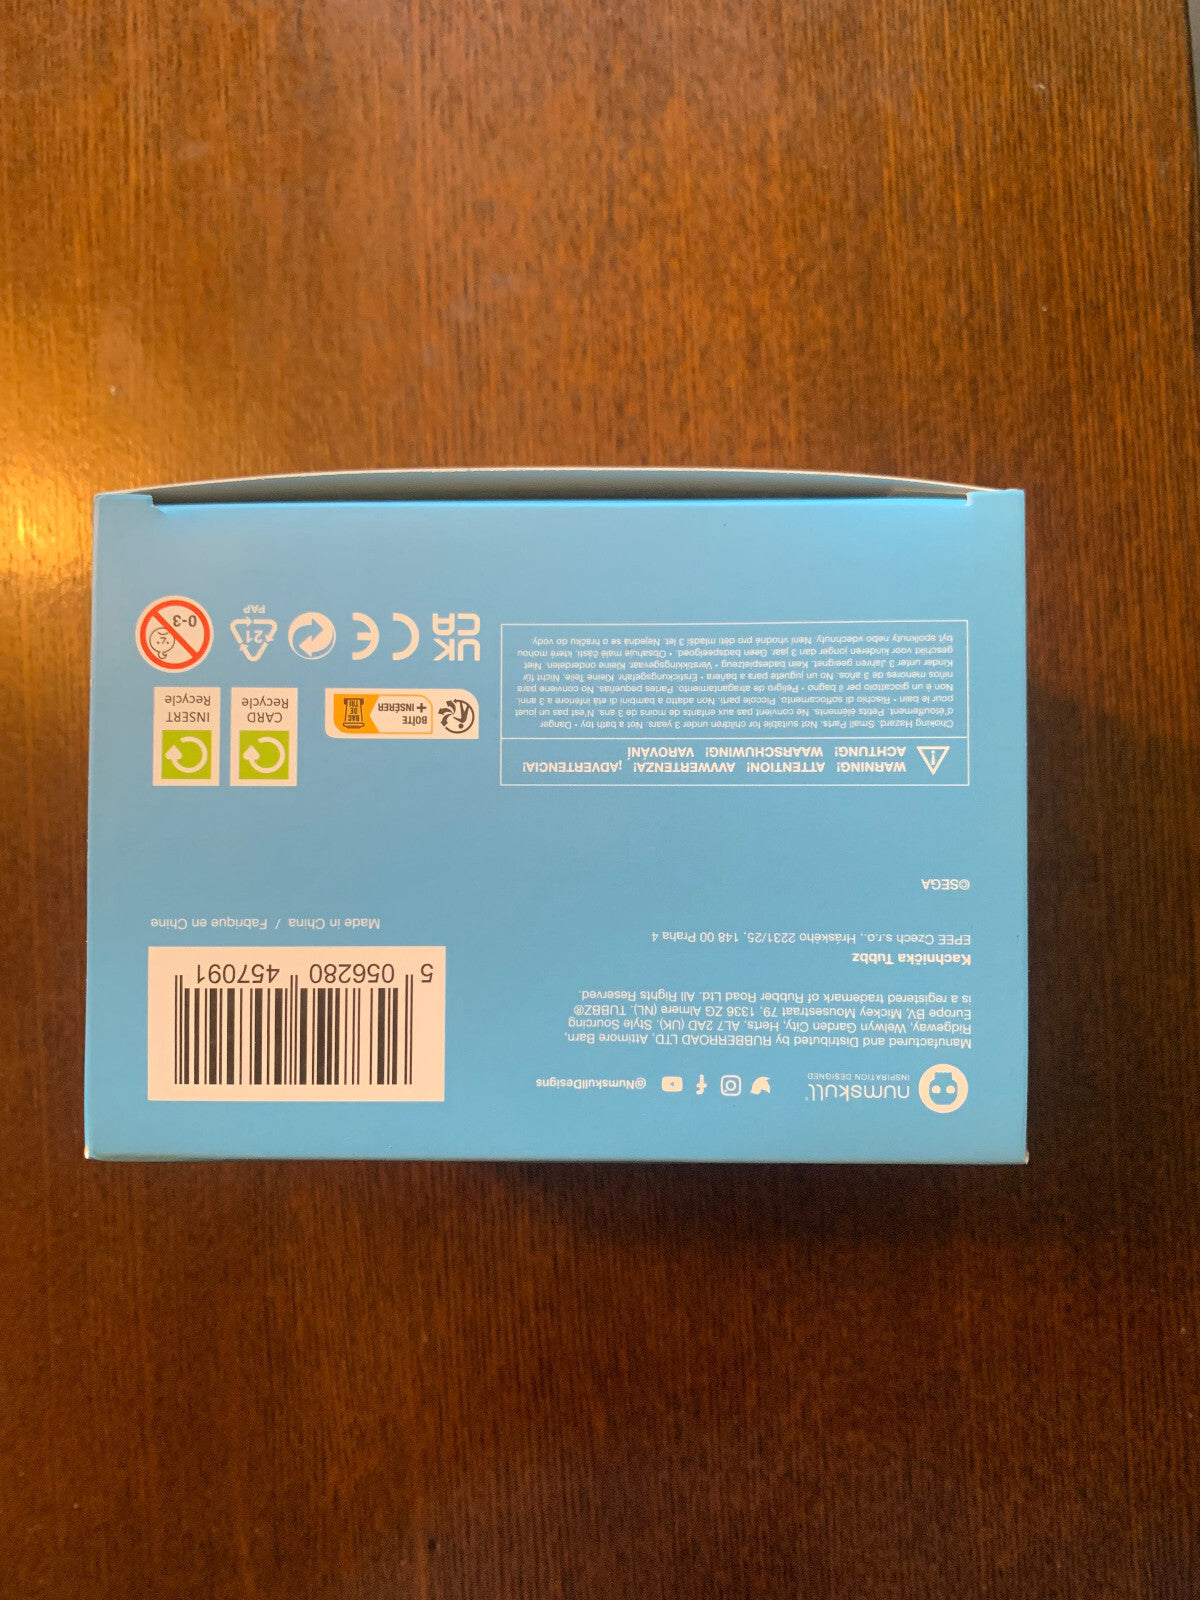 numskull
INSPIRATION DESIGNED
@NumskullDesigns
Manufactured and Distributed by RUBBERROAD LTD, Attimore Barn,
Ridgeway, Welwyn Garden City, Herts, AL7 2AD (UK). Style Sourcing
Europe BV, Mickey Mousestraat 79, 1336 ZG Almere (NL). TUBBZ®
is a registered trademark of Rubber Road Ltd. All Rights Reserved.
Kachnička Tubbz
EPEE Czech s.r.o., Hráského 2231/25, 148 00 Praha 4
©SEGA
5 056280 457091
Made in China / Fabriqué en Chine
WARNING! ATTENTION! AVVERTENZA! ¡ADVERTENCIA!
ACHTUNG! WAARSCHUWING! VAROVÁNÍ
Choking Hazard. Small Parts. Not suitable for children under 3 years. Not a bath toy • Danger
d'étouffement. Petits éléments. Ne convient pas aux enfants de moins de 3 ans. N'est pas un jouet
pour le bain • Rischio di soffocamento. Piccole parti. Non adatto a bambini di età inferiore a 3 anni.
Non è un giocattolo per il bagno • Peligro de atragantamiento. Partes pequeñas. No conviene para
niños menores de 3 años. No un juguete para a bañera • Erstickungsgefahr Kleine Teile. Nicht für
Kinder unter 3 Jahren geeignet. Kein badespielzeug • Verstikkingsgevaar. Kleine onderdelen. Niet
geschikt voor kinderen jonger dan 3 jaar. Geen badspeelgoed. • Obsahuje malé části, které mohou
být spolknuty nebo vdechnuty. Není vhodné pro děti mladší 3 let. Nejedná se o hračku do vody.
BOÎTE
+ INSERER
BAC
DE
TRI
CARD
Recycle
INSERT
Recycle
UK
CA
CE
21
PAP
0-3